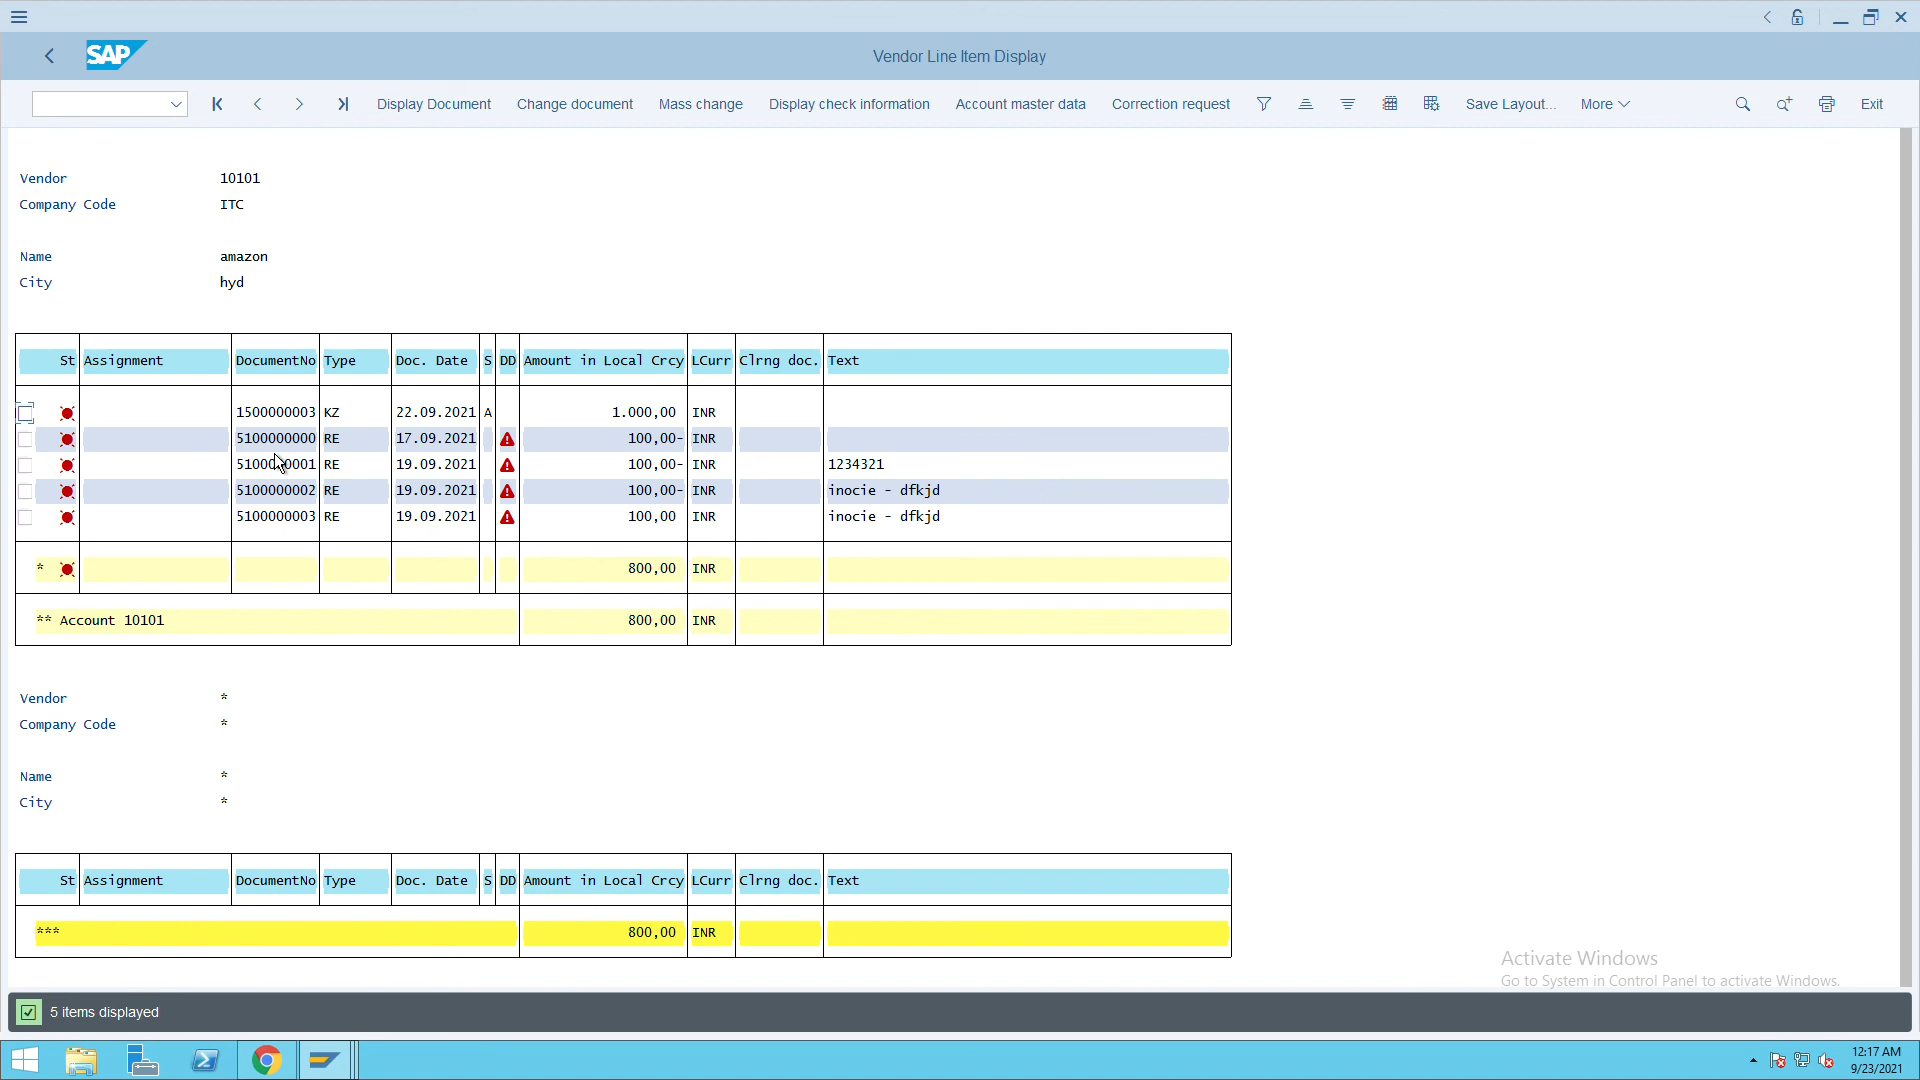 SAP Vendor Line Item Display
Display Document Change document Mass change Display check information Account master data Correction request Save Layout... More Exit
Vendor 10101
Company Code ITC
Name amazon
City hyd
St Assignment DocumentNo Type Doc. Date S DD Amount in Local Crcy LCurr Clrng doc. Text
1500000003 KZ 22.09.2021 A 1.000,00 INR
5100000000 RE 17.09.2021 100,00- INR
5100000001 RE 19.09.2021 100,00- INR 1234321
5100000002 RE 19.09.2021 100,00- INR inocie - dfkjd
5100000003 RE 19.09.2021 100,00 INR inocie - dfkjd
* 800,00 INR
** Account 10101 800,00 INR
Vendor *
Company Code *
Name *
City *
St Assignment DocumentNo Type Doc. Date S DD Amount in Local Crcy LCurr Clrng doc. Text
*** 800,00 INR
Activate Windows
Go to System in Control Panel to activate Windows.
5 items displayed
12:17 AM
9/23/2021